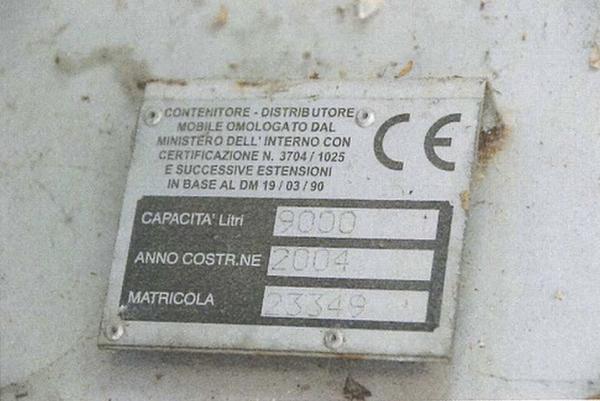 CONTENITORE - DISTRIBUTORE
MOBILE OMOLOGATO DAL
MINISTERO DELL' INTERNO CON
CERTIFICAZIONE N. 3704 / 1025
E SUCCESSIVE ESTENSIONI
IN BASE AL DM 19 / 03 / 90
CE
CAPACITA' Litri 9000
ANNO COSTR.NE 2004
MATRICOLA 23349